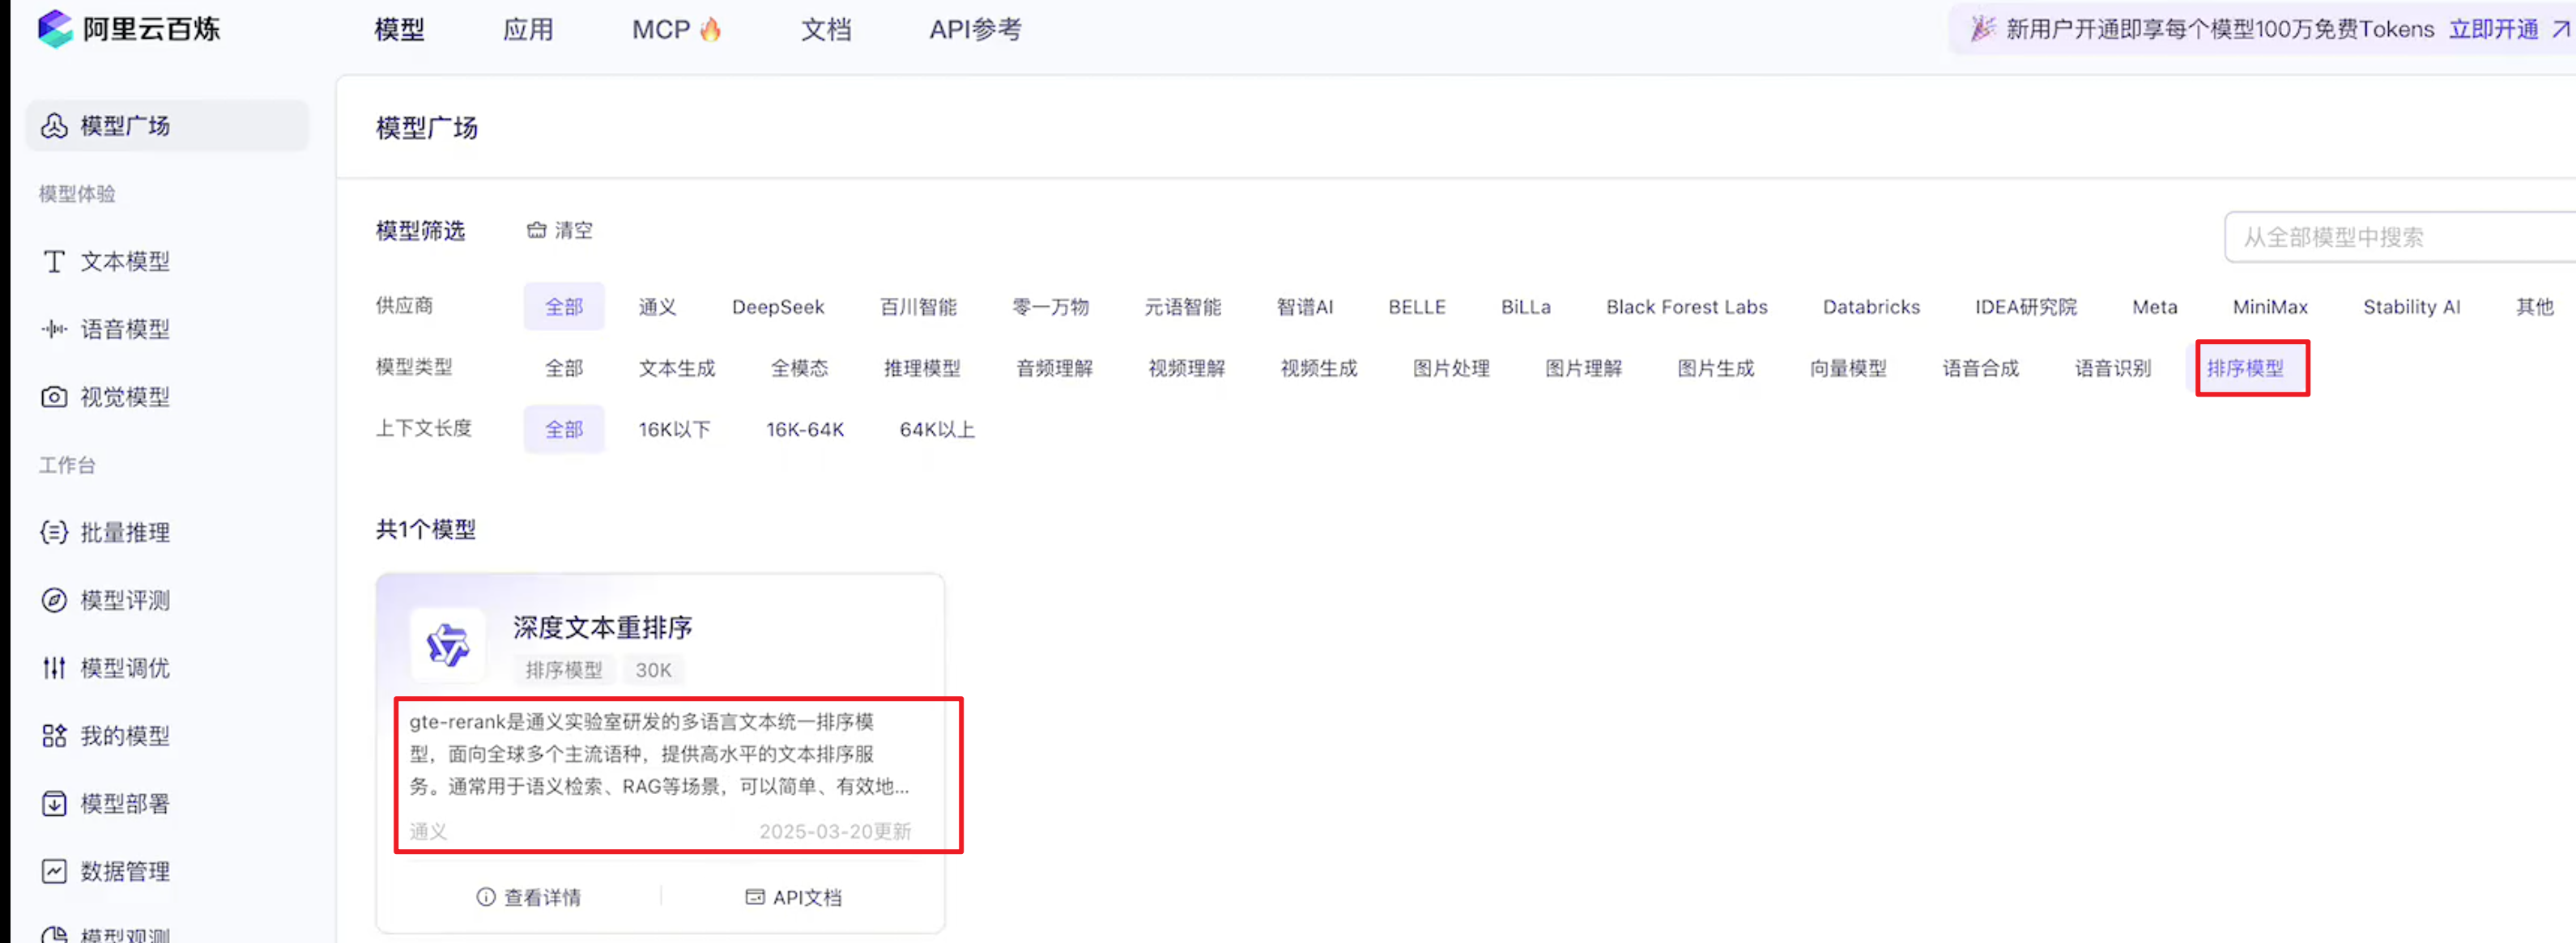 阿里云百炼
模型 应用 MCP 文档 API参考
新用户开通即享每个模型100万免费Tokens 立即开通
模型广场
模型体验
文本模型
语音模型
视觉模型
工作台
批量推理
模型评测
模型调优
我的模型
模型部署
数据管理
模型观测
模型广场
模型筛选 清空
从全部模型中搜索
供应商 全部 通义 DeepSeek 百川智能 零一万物 元语智能 智谱AI BELLE BiLLa Black Forest Labs Databricks IDEA研究院 Meta MiniMax Stability AI 其他
模型类型 全部 文本生成 全模态 推理模型 音频理解 视频理解 视频生成 图片处理 图片理解 图片生成 向量模型 语音合成 语音识别 排序模型
上下文长度 全部 16K以下 16K-64K 64K以上
共1个模型
深度文本重排序
排序模型 30K
gte-rerank是通义实验室研发的多语言文本统一排序模
型，面向全球多个主流语种，提供高水平的文本排序服
务。通常用于语义检索、RAG等场景，可以简单、有效地...
通义 2025-03-20更新
查看详情 API文档